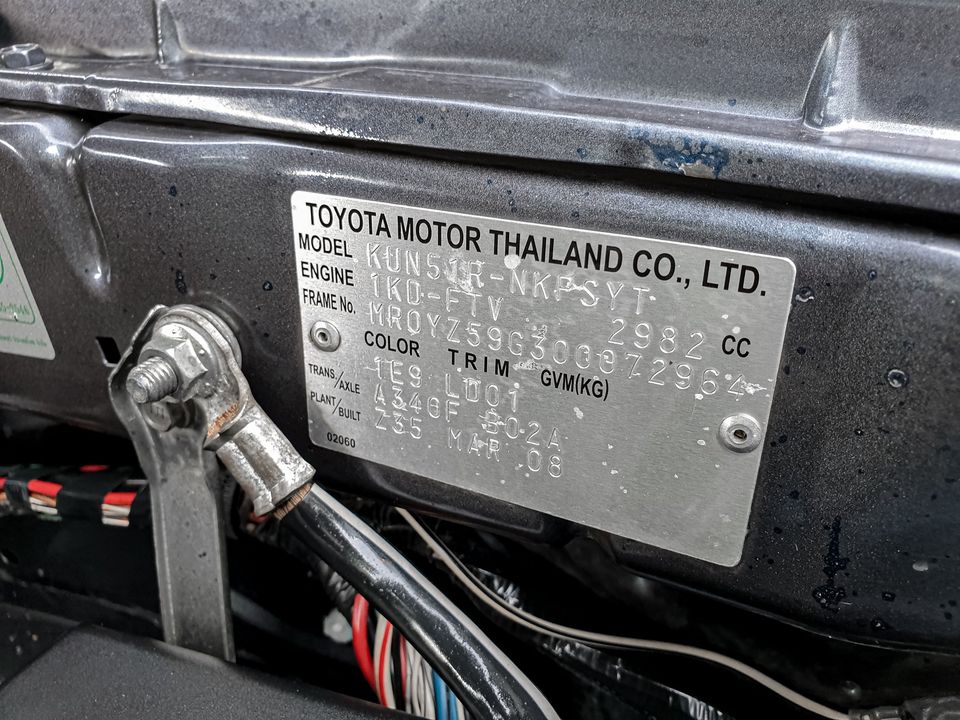 TOYOTA MOTOR THAILAND CO., LTD.
MODEL KUN51R-NKPSYT
ENGINE 1KD-FTV 2982 CC
FRAME No. MR0YZ59G300072964
COLOR TRIM GVM(KG)
1E9 LD01
TRANS/AXLE A340F B02A
PLANT/BUILT Z35 MAR 08
02060